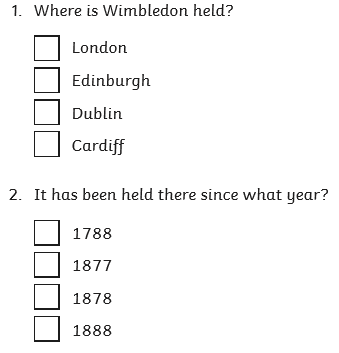 1. Where is Wimbledon held?
London
Edinburgh
Dublin
Cardiff
2. It has been held there since what year?
1788
1877
1878
1888